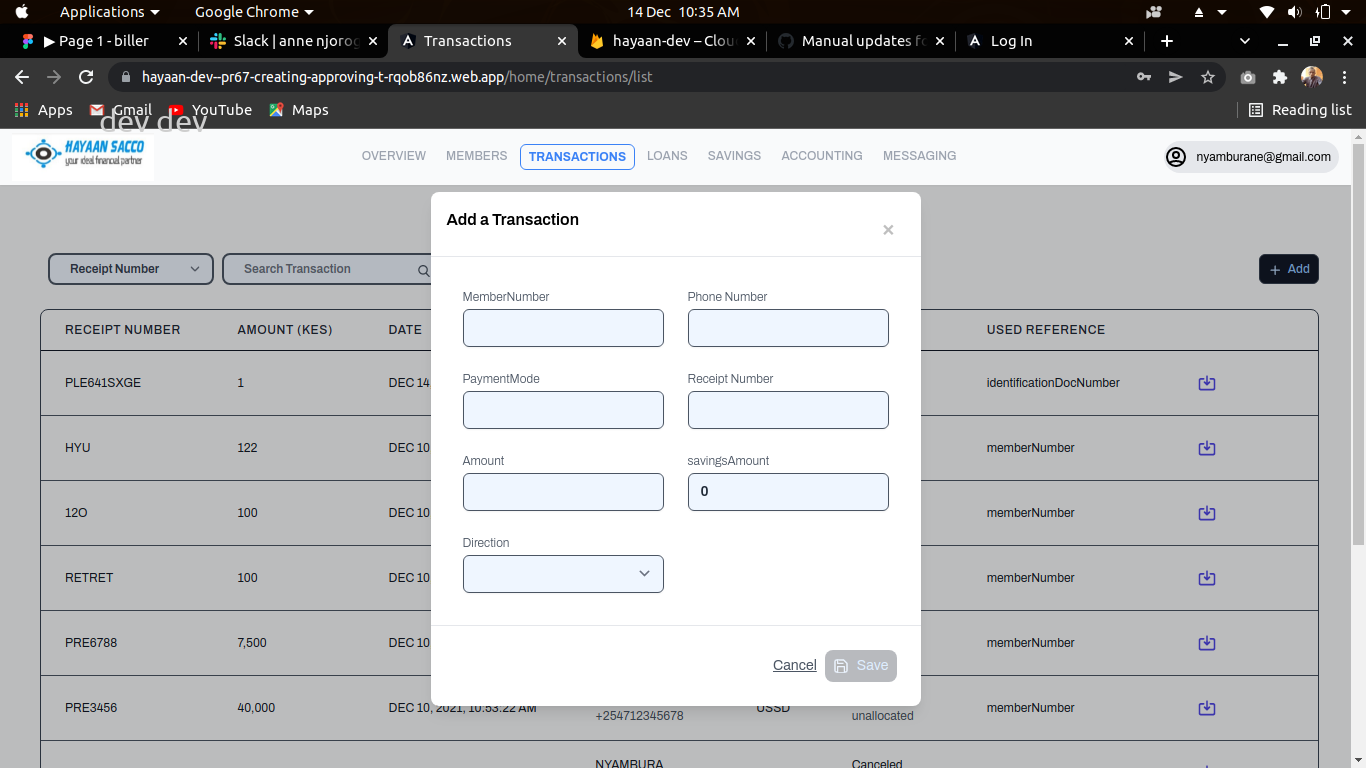 Applications Google Chrome 14 Dec 10:35 AM
▶ Page 1 - biller Slack | anne njorog Transactions hayaan-dev – Clou Manual updates fo Log In
hayaan-dev--pr67-creating-approving-t-rqob86nz.web.app/home/transactions/list
Apps Gmail YouTube Maps Reading list
dev dev
HAYAAN SACCO
your ideal financial partner
OVERVIEW MEMBERS TRANSACTIONS LOANS SAVINGS ACCOUNTING MESSAGING nyamburane@gmail.com
Add a Transaction ×
Receipt Number Search Transaction + Add
MemberNumber Phone Number
RECEIPT NUMBER AMOUNT (KES) DATE USED REFERENCE
PaymentMode Receipt Number
PLE641SXGE 1 DEC 14 identificationDocNumber
HYU 122 DEC 10 memberNumber
Amount savingsAmount
0
12O 100 DEC 10 memberNumber
Direction
RETRET 100 DEC 10 memberNumber
PRE6788 7,500 DEC 10 memberNumber
Cancel Save
PRE3456 40,000 DEC 10, 2021, 10:53:22 AM USSD memberNumber
+254712345678 unallocated
NYAMBURA Canceled